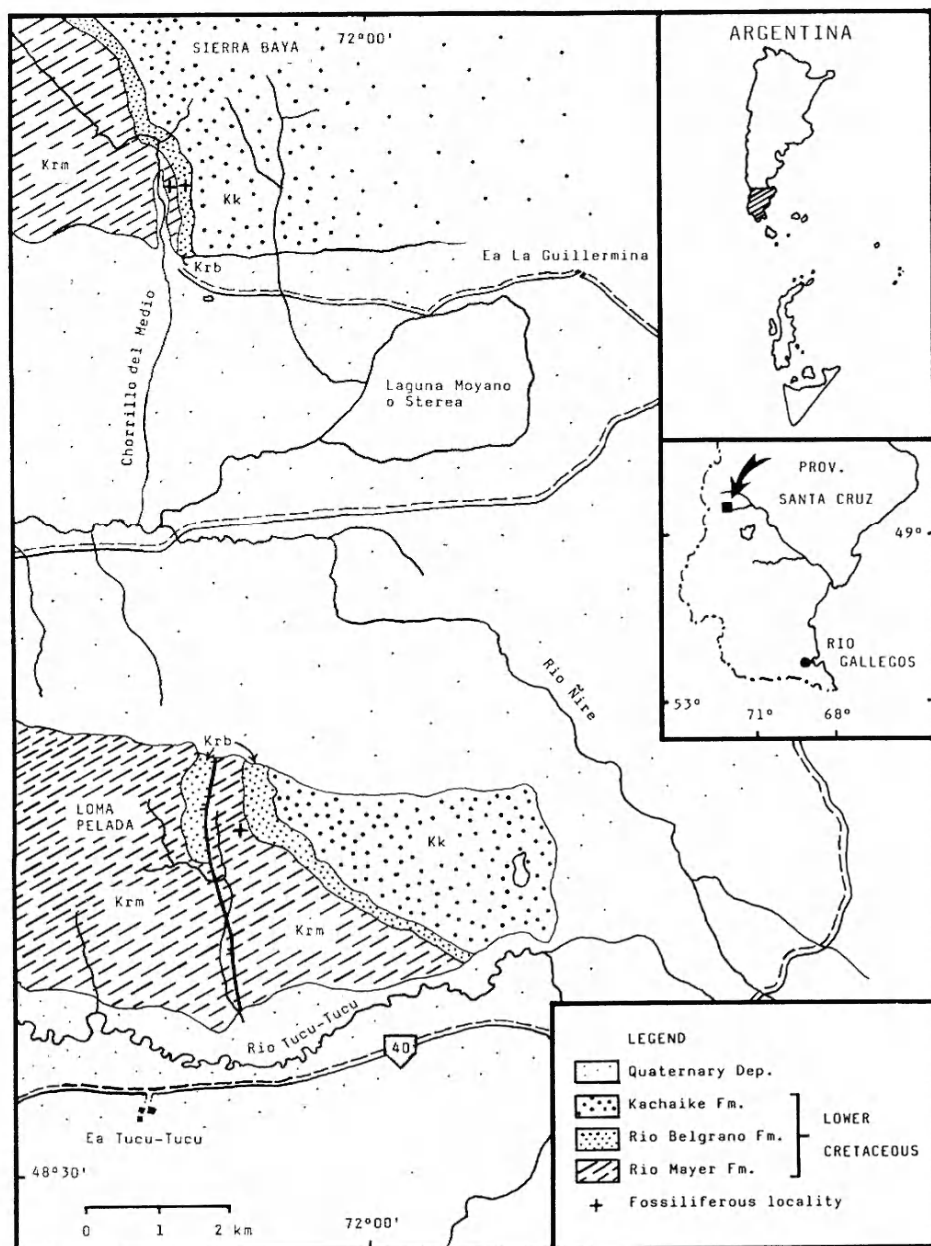 72°00'
SIERRA BAYA
Krm
Kk
Krb
Ea La Guillermina
Chorrillo del Medio
Laguna Moyano
o Sterea
Rio Ñire
Krb
LOMA
PELADA
Kk
Krm
Krm
Rio Tucu-Tucu
40
Ea Tucu-Tucu
48°30'
0 1 2 km
72°00'
ARGENTINA
PROV.
SANTA CRUZ
49°
RIO
GALLEGOS
53°
71°
68°
LEGEND
Quaternary Dep.
Kachaike Fm.
Rio Belgrano Fm.
Rio Mayer Fm.
LOWER
CRETACEOUS
+ Fossiliferous locality